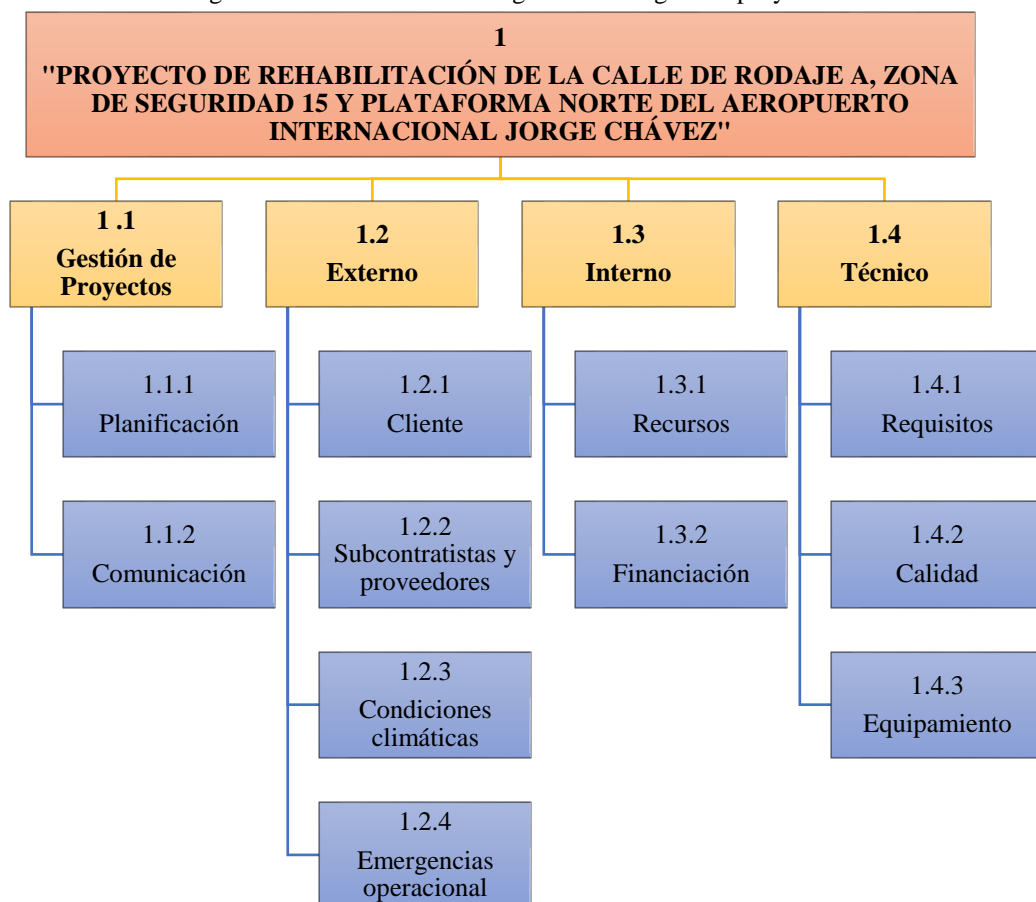 1
"PROYECTO DE REHABILITACIÓN DE LA CALLE DE RODAJE A, ZONA
DE SEGURIDAD 15 Y PLATAFORMA NORTE DEL AEROPUERTO
INTERNACIONAL JORGE CHÁVEZ"
1 .1
Gestión de
Proyectos
1.1.1
Planificación
1.1.2
Comunicación
1.2
Externo
1.2.1
Cliente
1.2.2
Subcontratistas y
proveedores
1.2.3
Condiciones
climáticas
1.2.4
Emergencias
operacional
1.3
Interno
1.3.1
Recursos
1.3.2
Financiación
1.4
Técnico
1.4.1
Requisitos
1.4.2
Calidad
1.4.3
Equipamiento